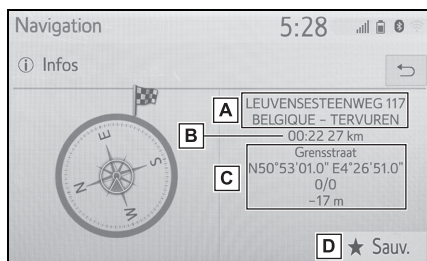 Navigation 5:28
Infos
A LEUVENSESTEENWEG 117
BELGIQUE – TERVUREN
B 00:22 27 km
Grensstraat
C N50°53'01.0" E4°26'51.0"
0/0
–17 m
E
S
N
W
D ★ Sauv.